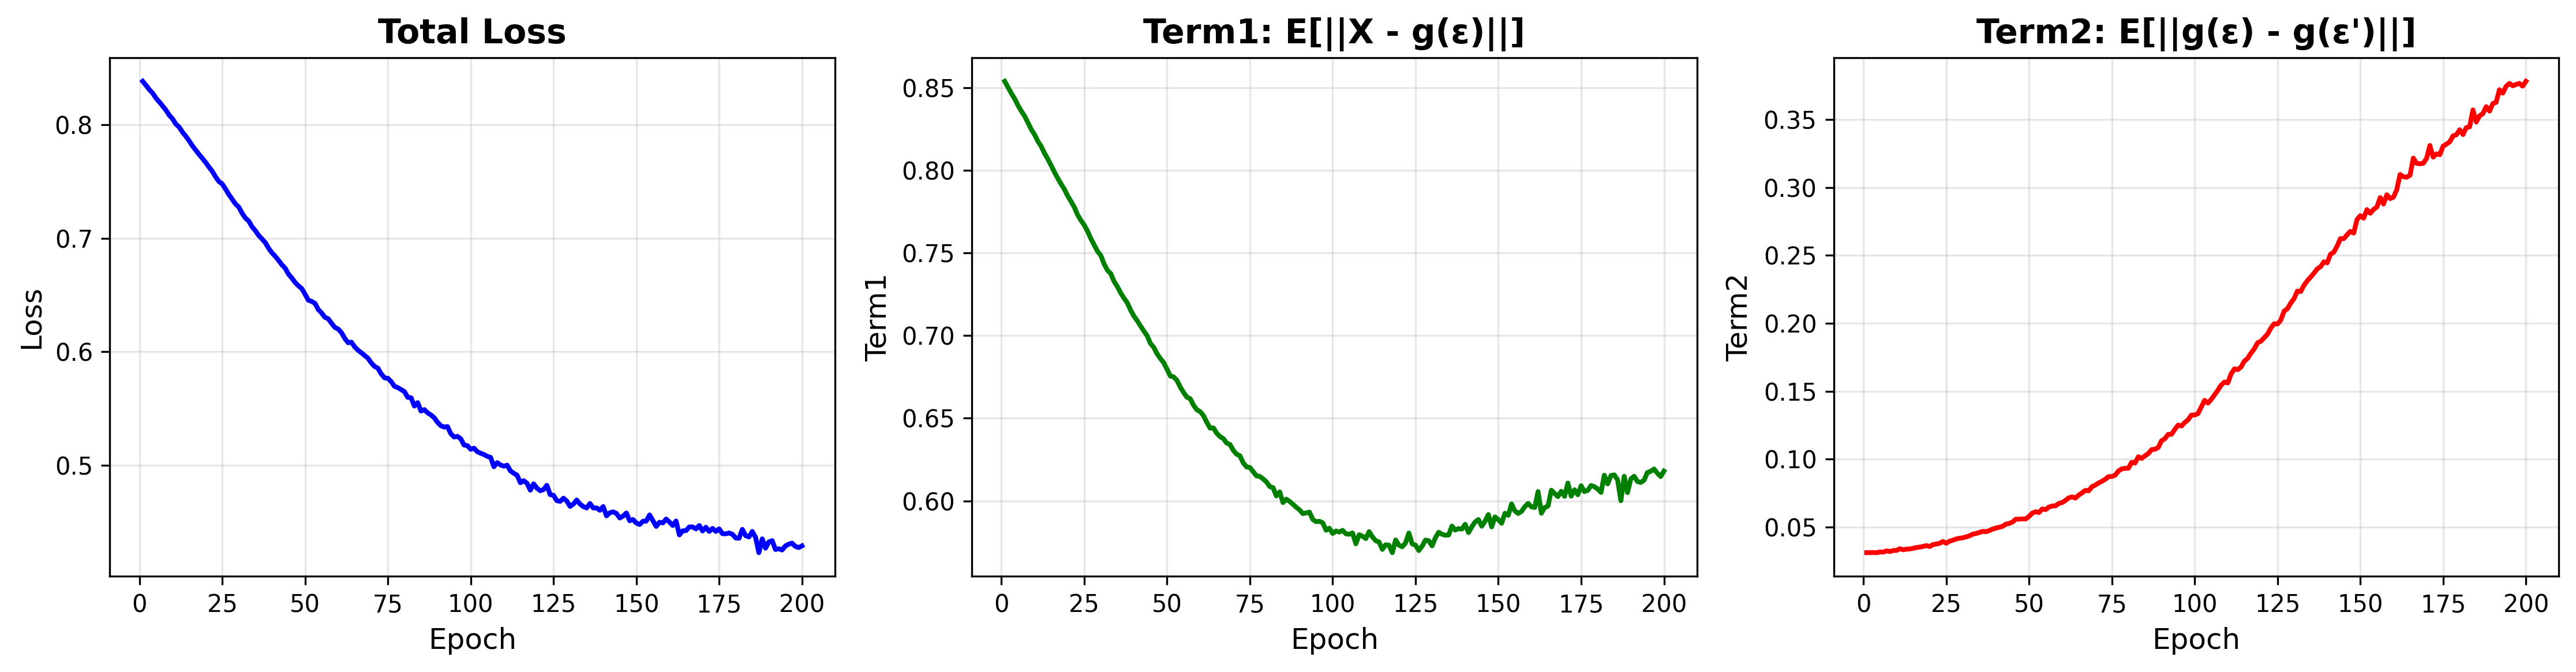 Total Loss
Loss
0.8
0.7
0.6
0.5
0 25 50 75 100 125 150 175 200
Epoch
Term1: E[||X - g(ε)||]
Term1
0.85
0.80
0.75
0.70
0.65
0.60
0 25 50 75 100 125 150 175 200
Epoch
Term2: E[||g(ε) - g(ε')||]
Term2
0.35
0.30
0.25
0.20
0.15
0.10
0.05
0 25 50 75 100 125 150 175 200
Epoch